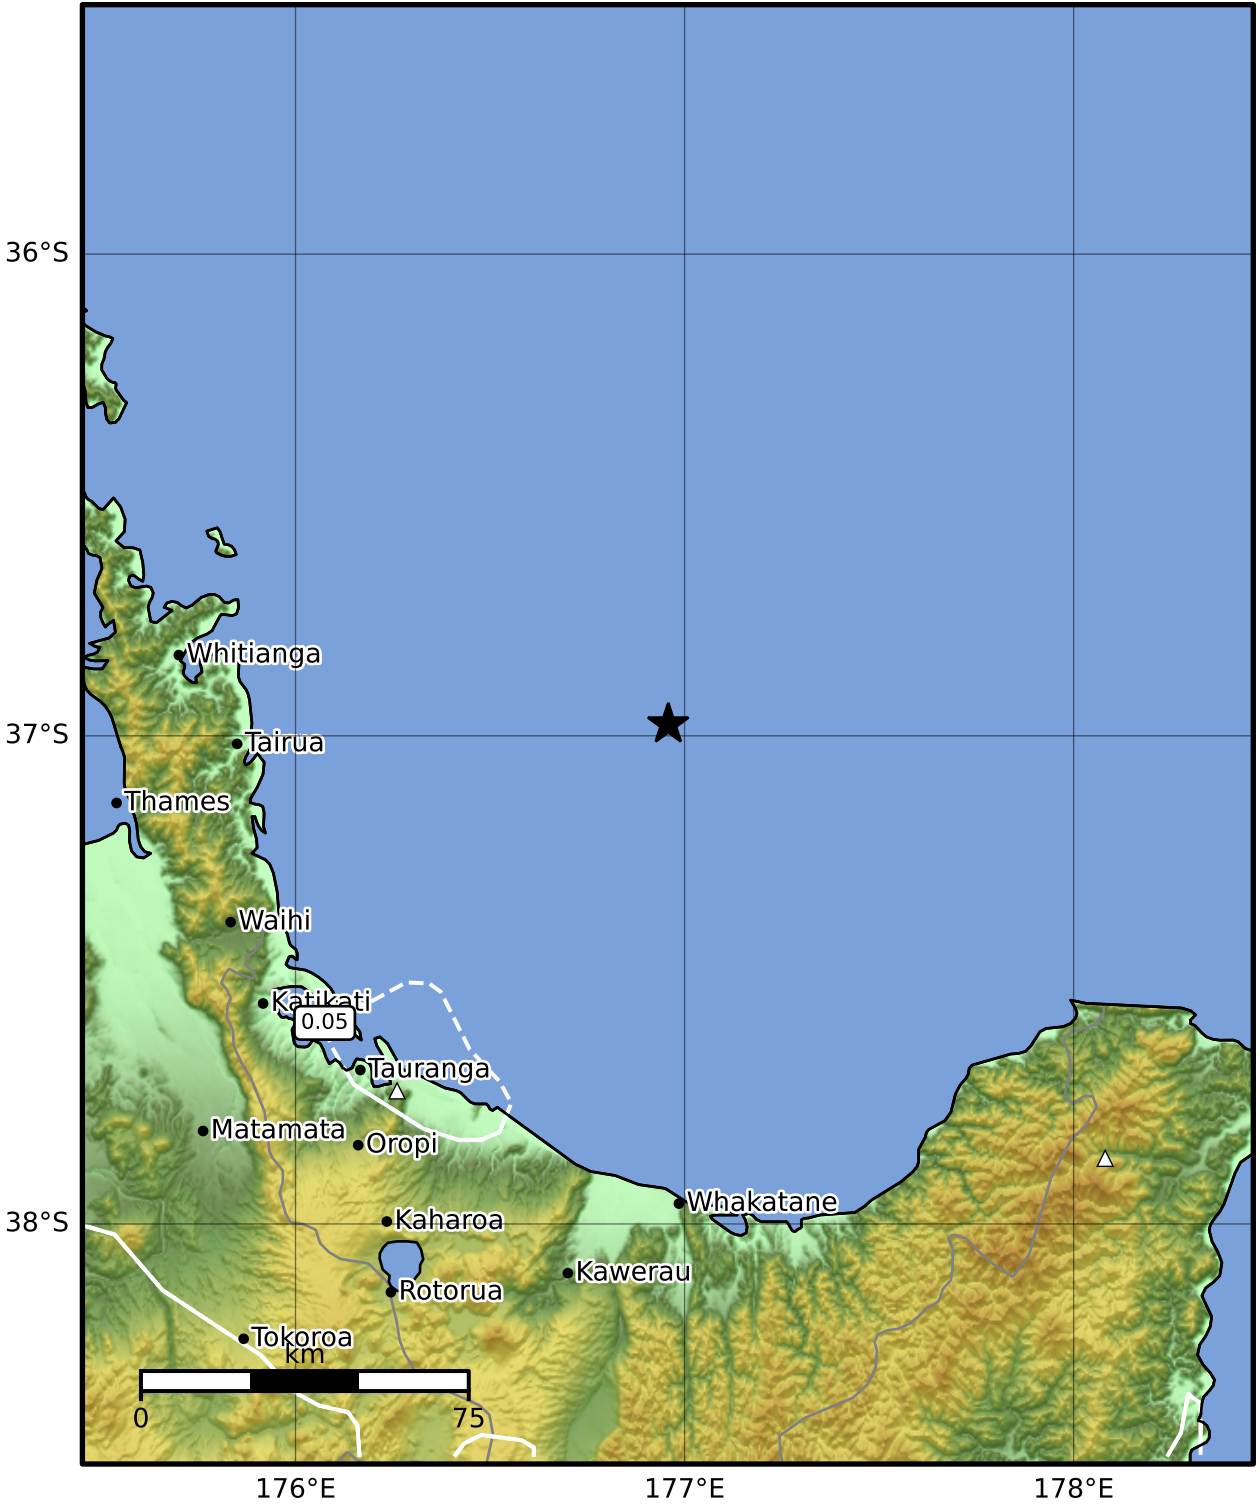 36°S
Whitianga
37°S
Tairua
Thames
Waihi
Katikati
0.05
Tauranga
Matamata
Oropi
Whakatane
38°S
Kaharoa
Kawerau
Rotorua
Tokoroa
km
0 75
176°E 177°E 178°E